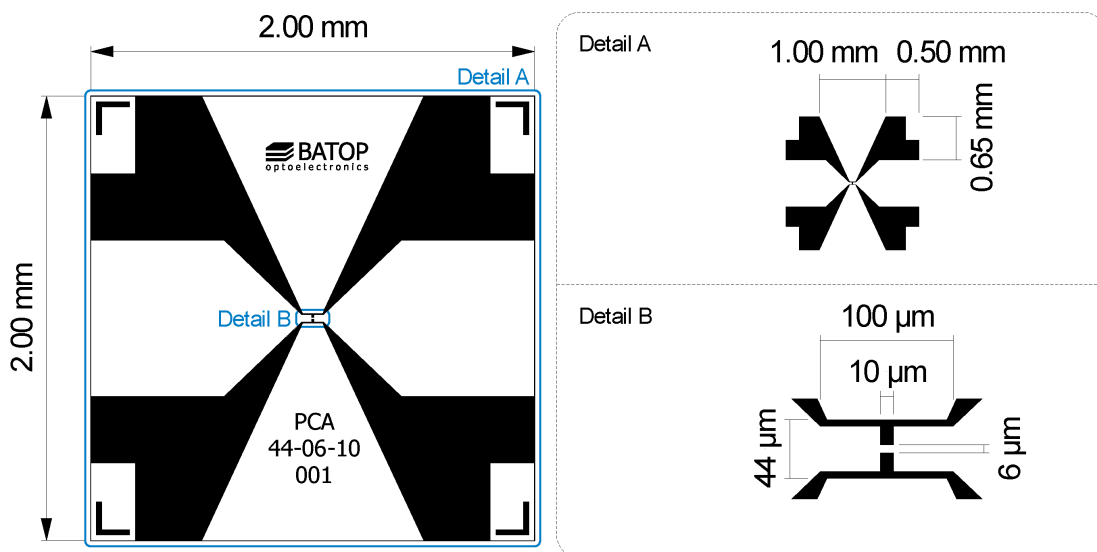 2.00 mm
Detail A
2.00 mm
BATOP
optoelectronics
Detail B
PCA
44-06-10
001
Detail A
1.00 mm
0.50 mm
0.65 mm
Detail B
100 µm
10 µm
44 µm
6 µm